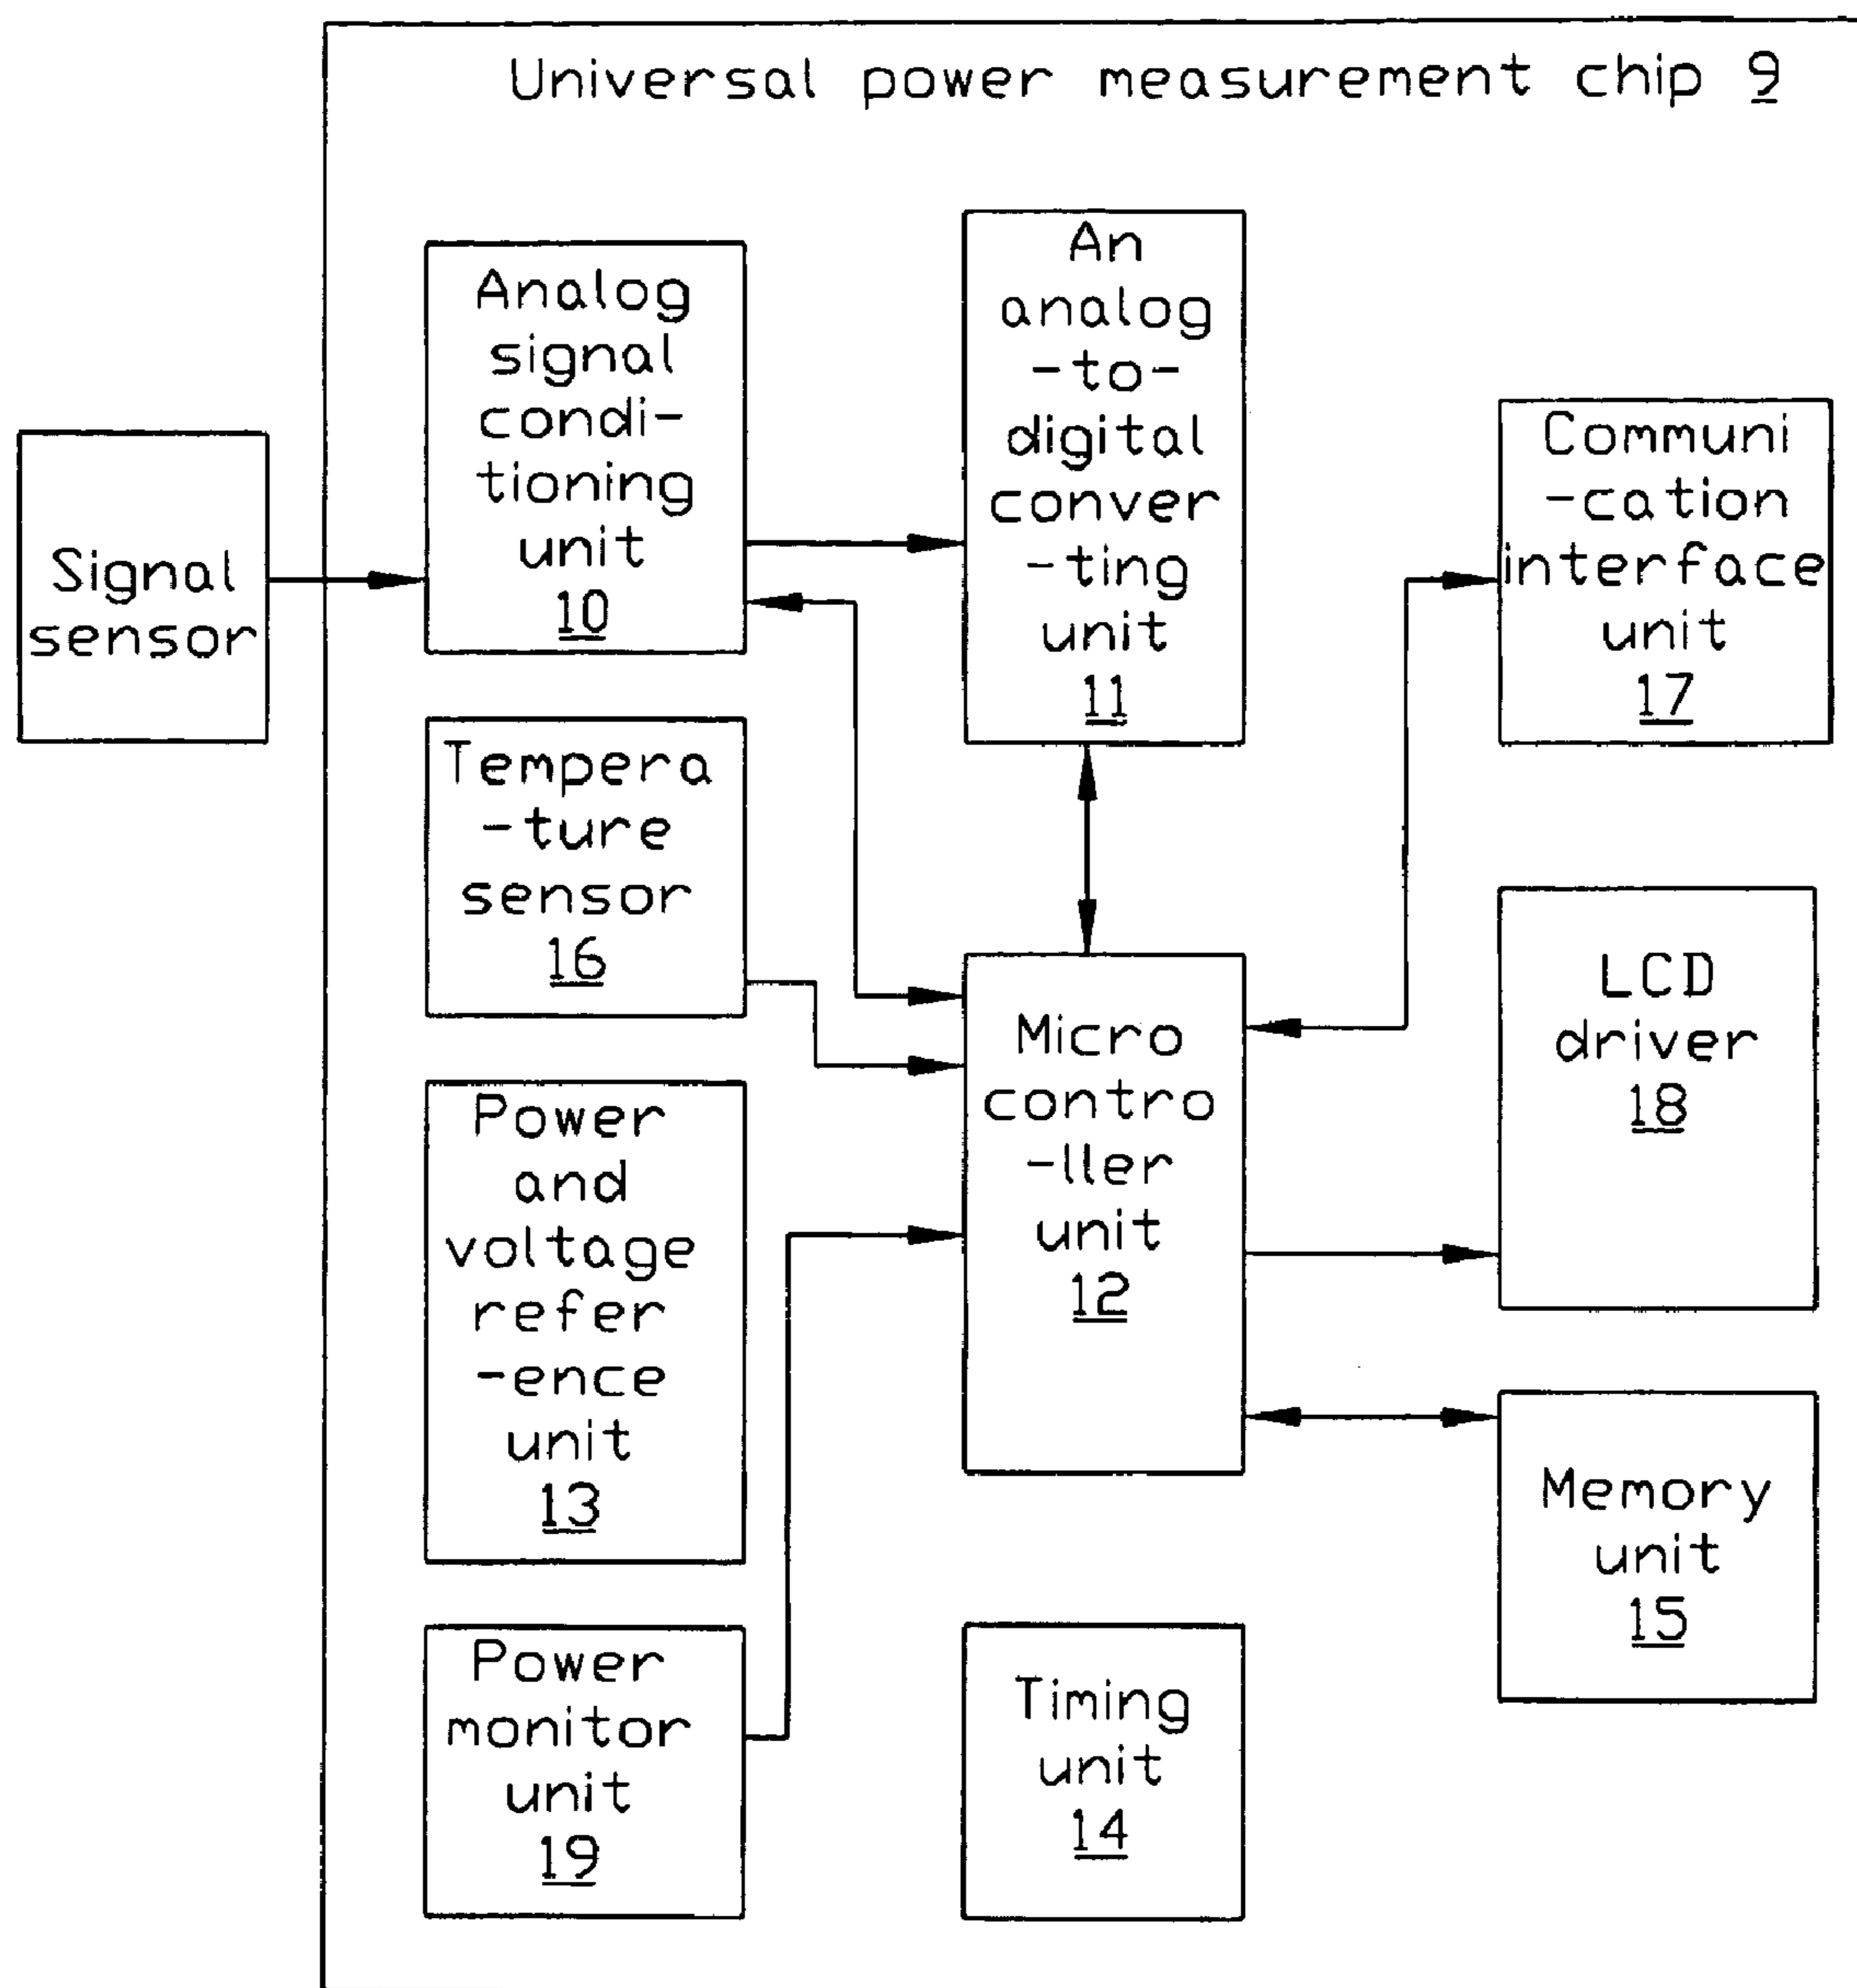 Universal power measurement chip 9
Signal
sensor
Analog
signal
condi-
tioning
unit
10
An
analog
-to-
digital
conver
-ting
unit
11
Communi
-cation
interface
unit
17
Tempera
-ture
sensor
16
Micro
contro
-ller
unit
12
LCD
driver
18
Power
and
voltage
refer
-ence
unit
13
Memory
unit
15
Power
monitor
unit
19
Timing
unit
14